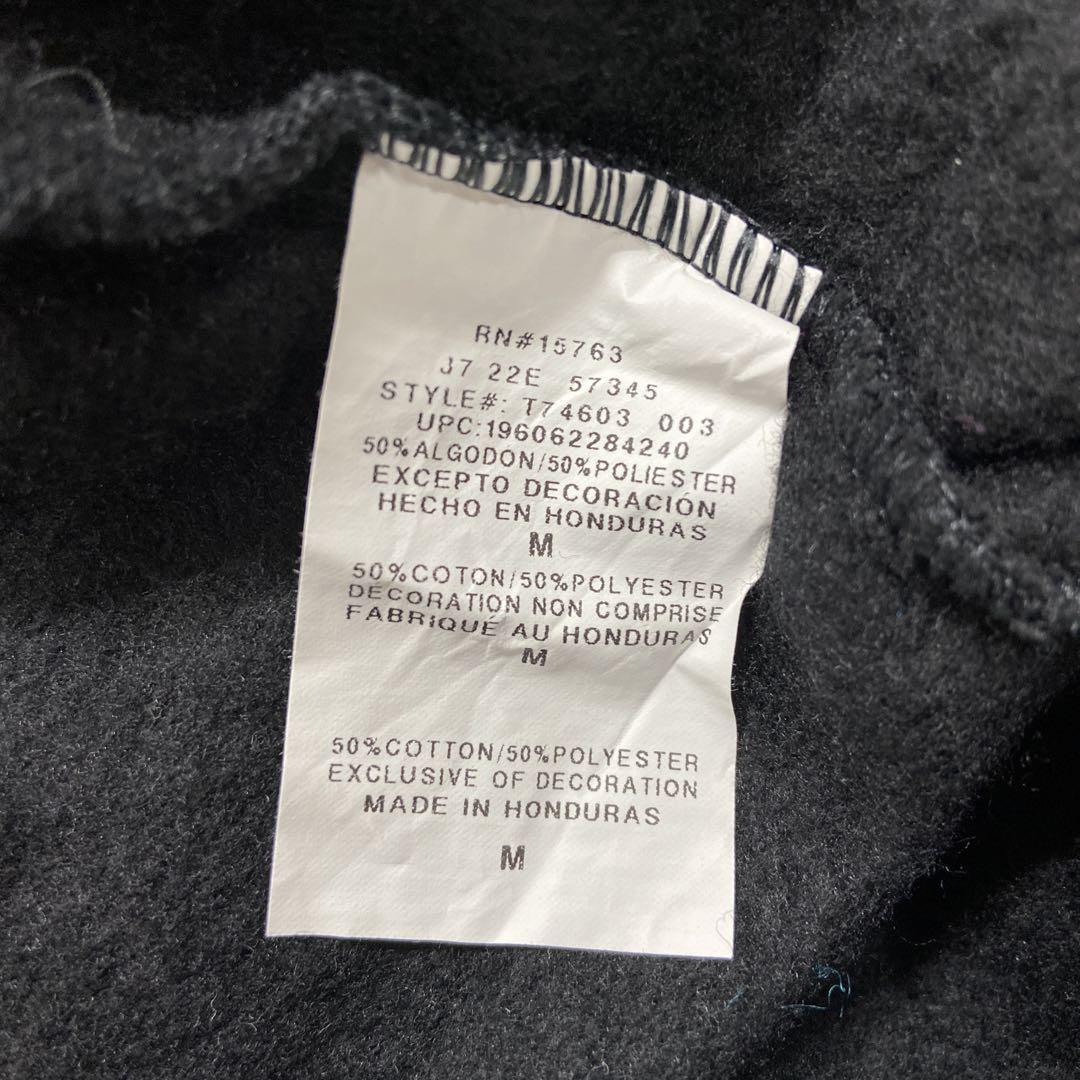 RN#15763
J7 22E 57345
STYLE#: T74603 003
UPC:196062284240
50%ALGODON/50%POLIESTER
EXCEPTO DECORACIÓN
HECHO EN HONDURAS
M
50%COTON/50%POLYESTER
DÉCORATION NON COMPRISE
FABRIQUÉ AU HONDURAS
M
50%COTTON/50%POLYESTER
EXCLUSIVE OF DECORATION
MADE IN HONDURAS
M